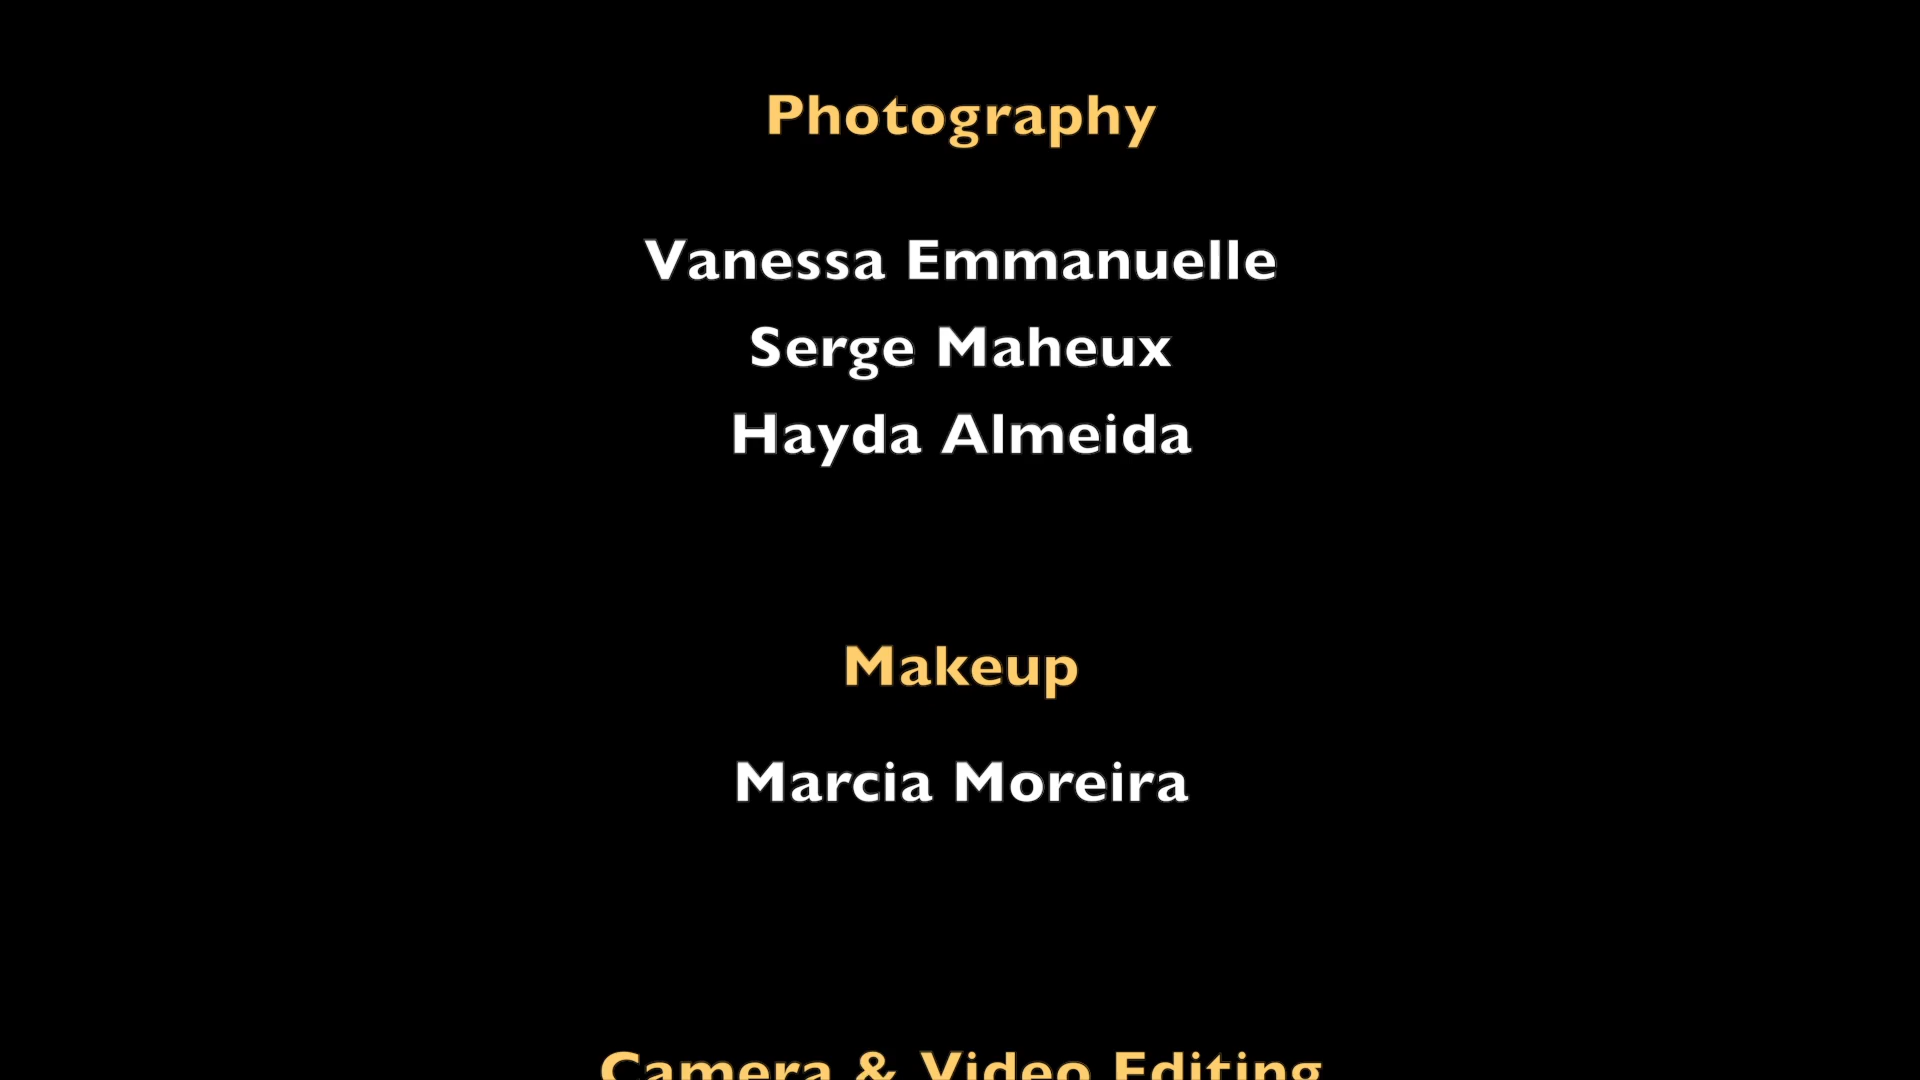 Photography
Vanessa Emmanuelle
Serge Maheux
Hayda Almeida
Makeup
Marcia Moreira
Camera & Video Editing